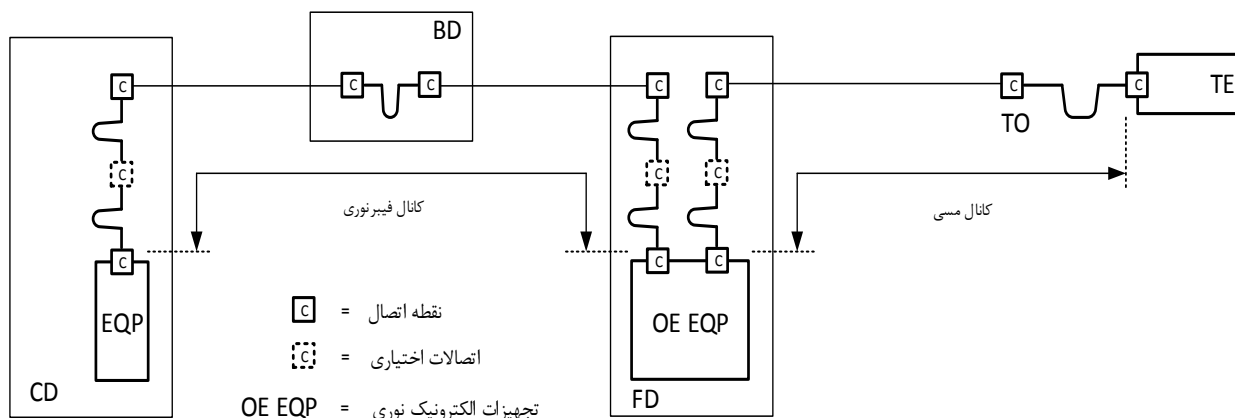 BD
C C C C C C C
TE
TO
C C C
کانال فیبرنوری
کانال مسی
C C C
EQP
OE EQP
C = نقطه اتصال
C = اتصالات اختیاری
OE EQP = تجهیزات الکترونیک نوری
CD
FD